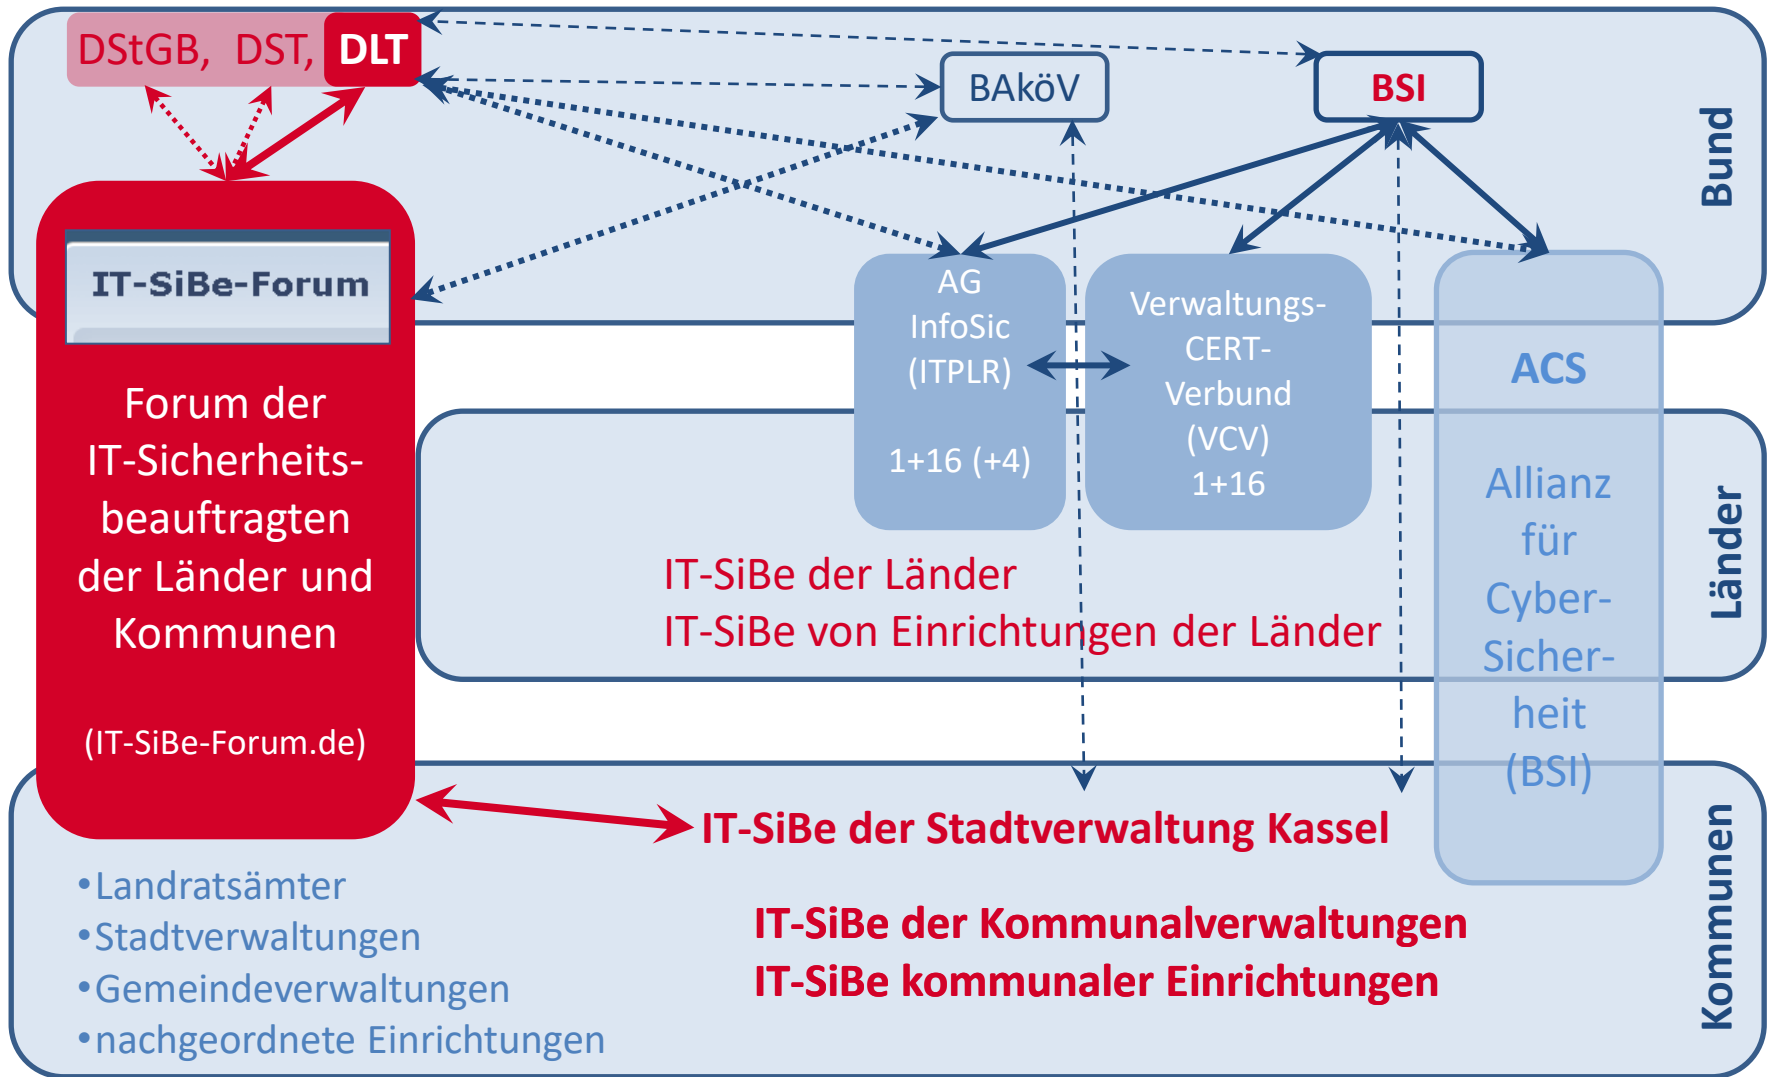 DStGB, DST, DLT
BAköV
BSI
Bund
IT-SiBe-Forum
Forum der
IT-Sicherheits-
beauftragten
der Länder und
Kommunen
(IT-SiBe-Forum.de)
AG
InfoSic
(ITPLR)
1+16 (+4)
Verwaltungs-
CERT-
Verbund
(VCV)
1+16
ACS
Allianz
für
Cyber-
Sicher-
heit
(BSI)
Länder
IT-SiBe der Länder
IT-SiBe von Einrichtungen der Länder
IT-SiBe der Stadtverwaltung Kassel
IT-SiBe der Kommunalverwaltungen
IT-SiBe kommunaler Einrichtungen
•Landratsämter
•Stadtverwaltungen
•Gemeindeverwaltungen
•nachgeordnete Einrichtungen
Kommunen